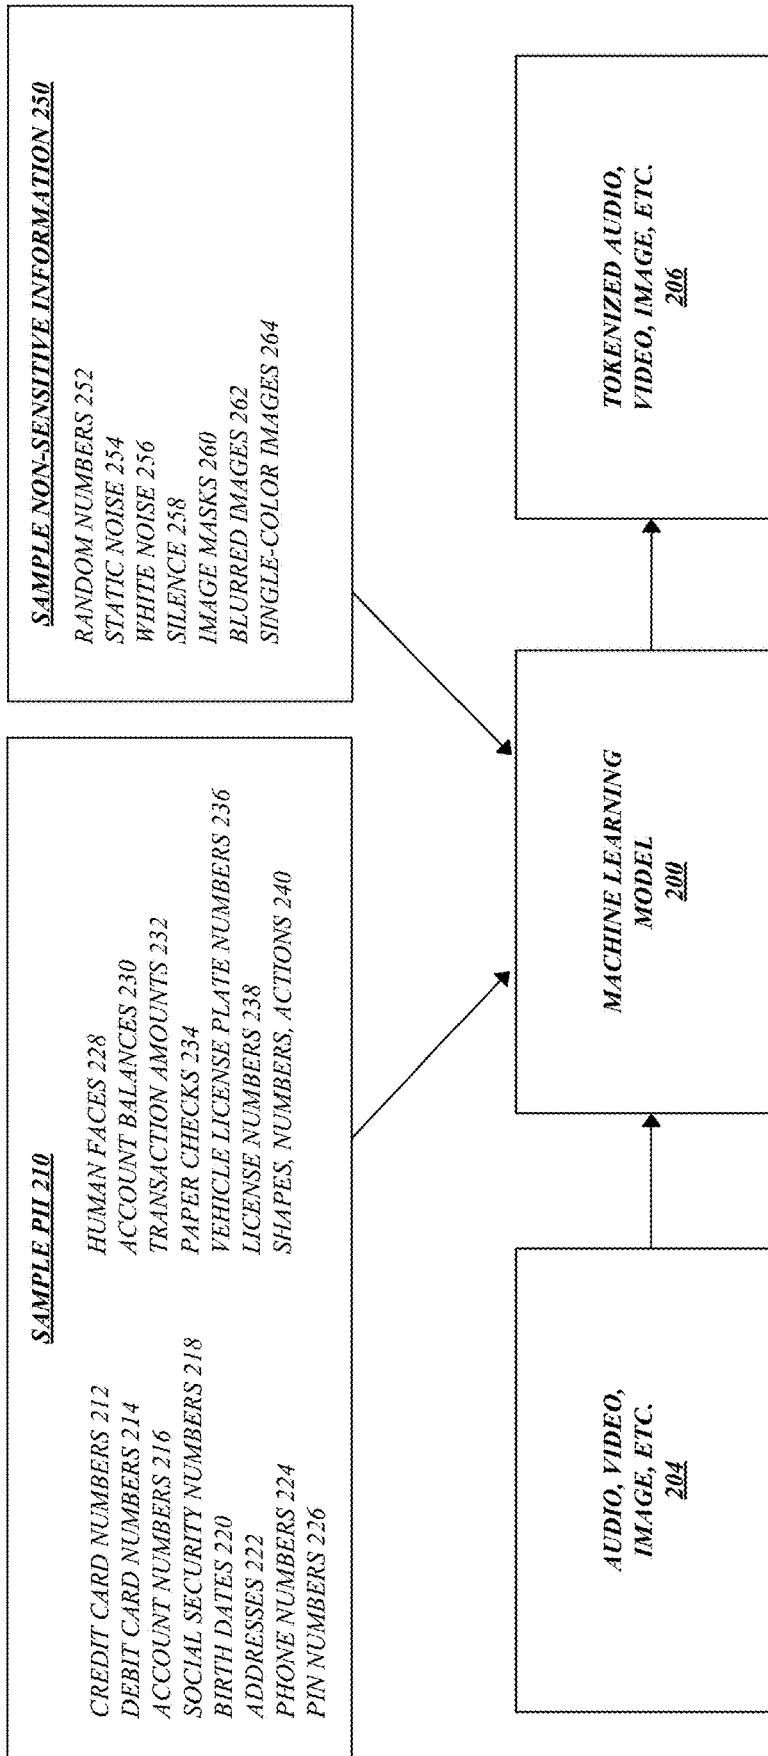 SAMPLE PII 210
CREDIT CARD NUMBERS 212
DEBIT CARD NUMBERS 214
ACCOUNT NUMBERS 216
SOCIAL SECURITY NUMBERS 218
BIRTH DATES 220
ADDRESSES 222
PHONE NUMBERS 224
PIN NUMBERS 226
HUMAN FACES 228
ACCOUNT BALANCES 230
TRANSACTION AMOUNTS 232
PAPER CHECKS 234
VEHICLE LICENSE PLATE NUMBERS 236
LICENSE NUMBERS 238
SHAPES, NUMBERS, ACTIONS 240
SAMPLE NON-SENSITIVE INFORMATION 250
RANDOM NUMBERS 252
STATIC NOISE 254
WHITE NOISE 256
SILENCE 258
IMAGE MASKS 260
BLURRED IMAGES 262
SINGLE-COLOR IMAGES 264
AUDIO, VIDEO,
IMAGE, ETC.
204
MACHINE LEARNING
MODEL
200
TOKENIZED AUDIO,
VIDEO, IMAGE, ETC.
206